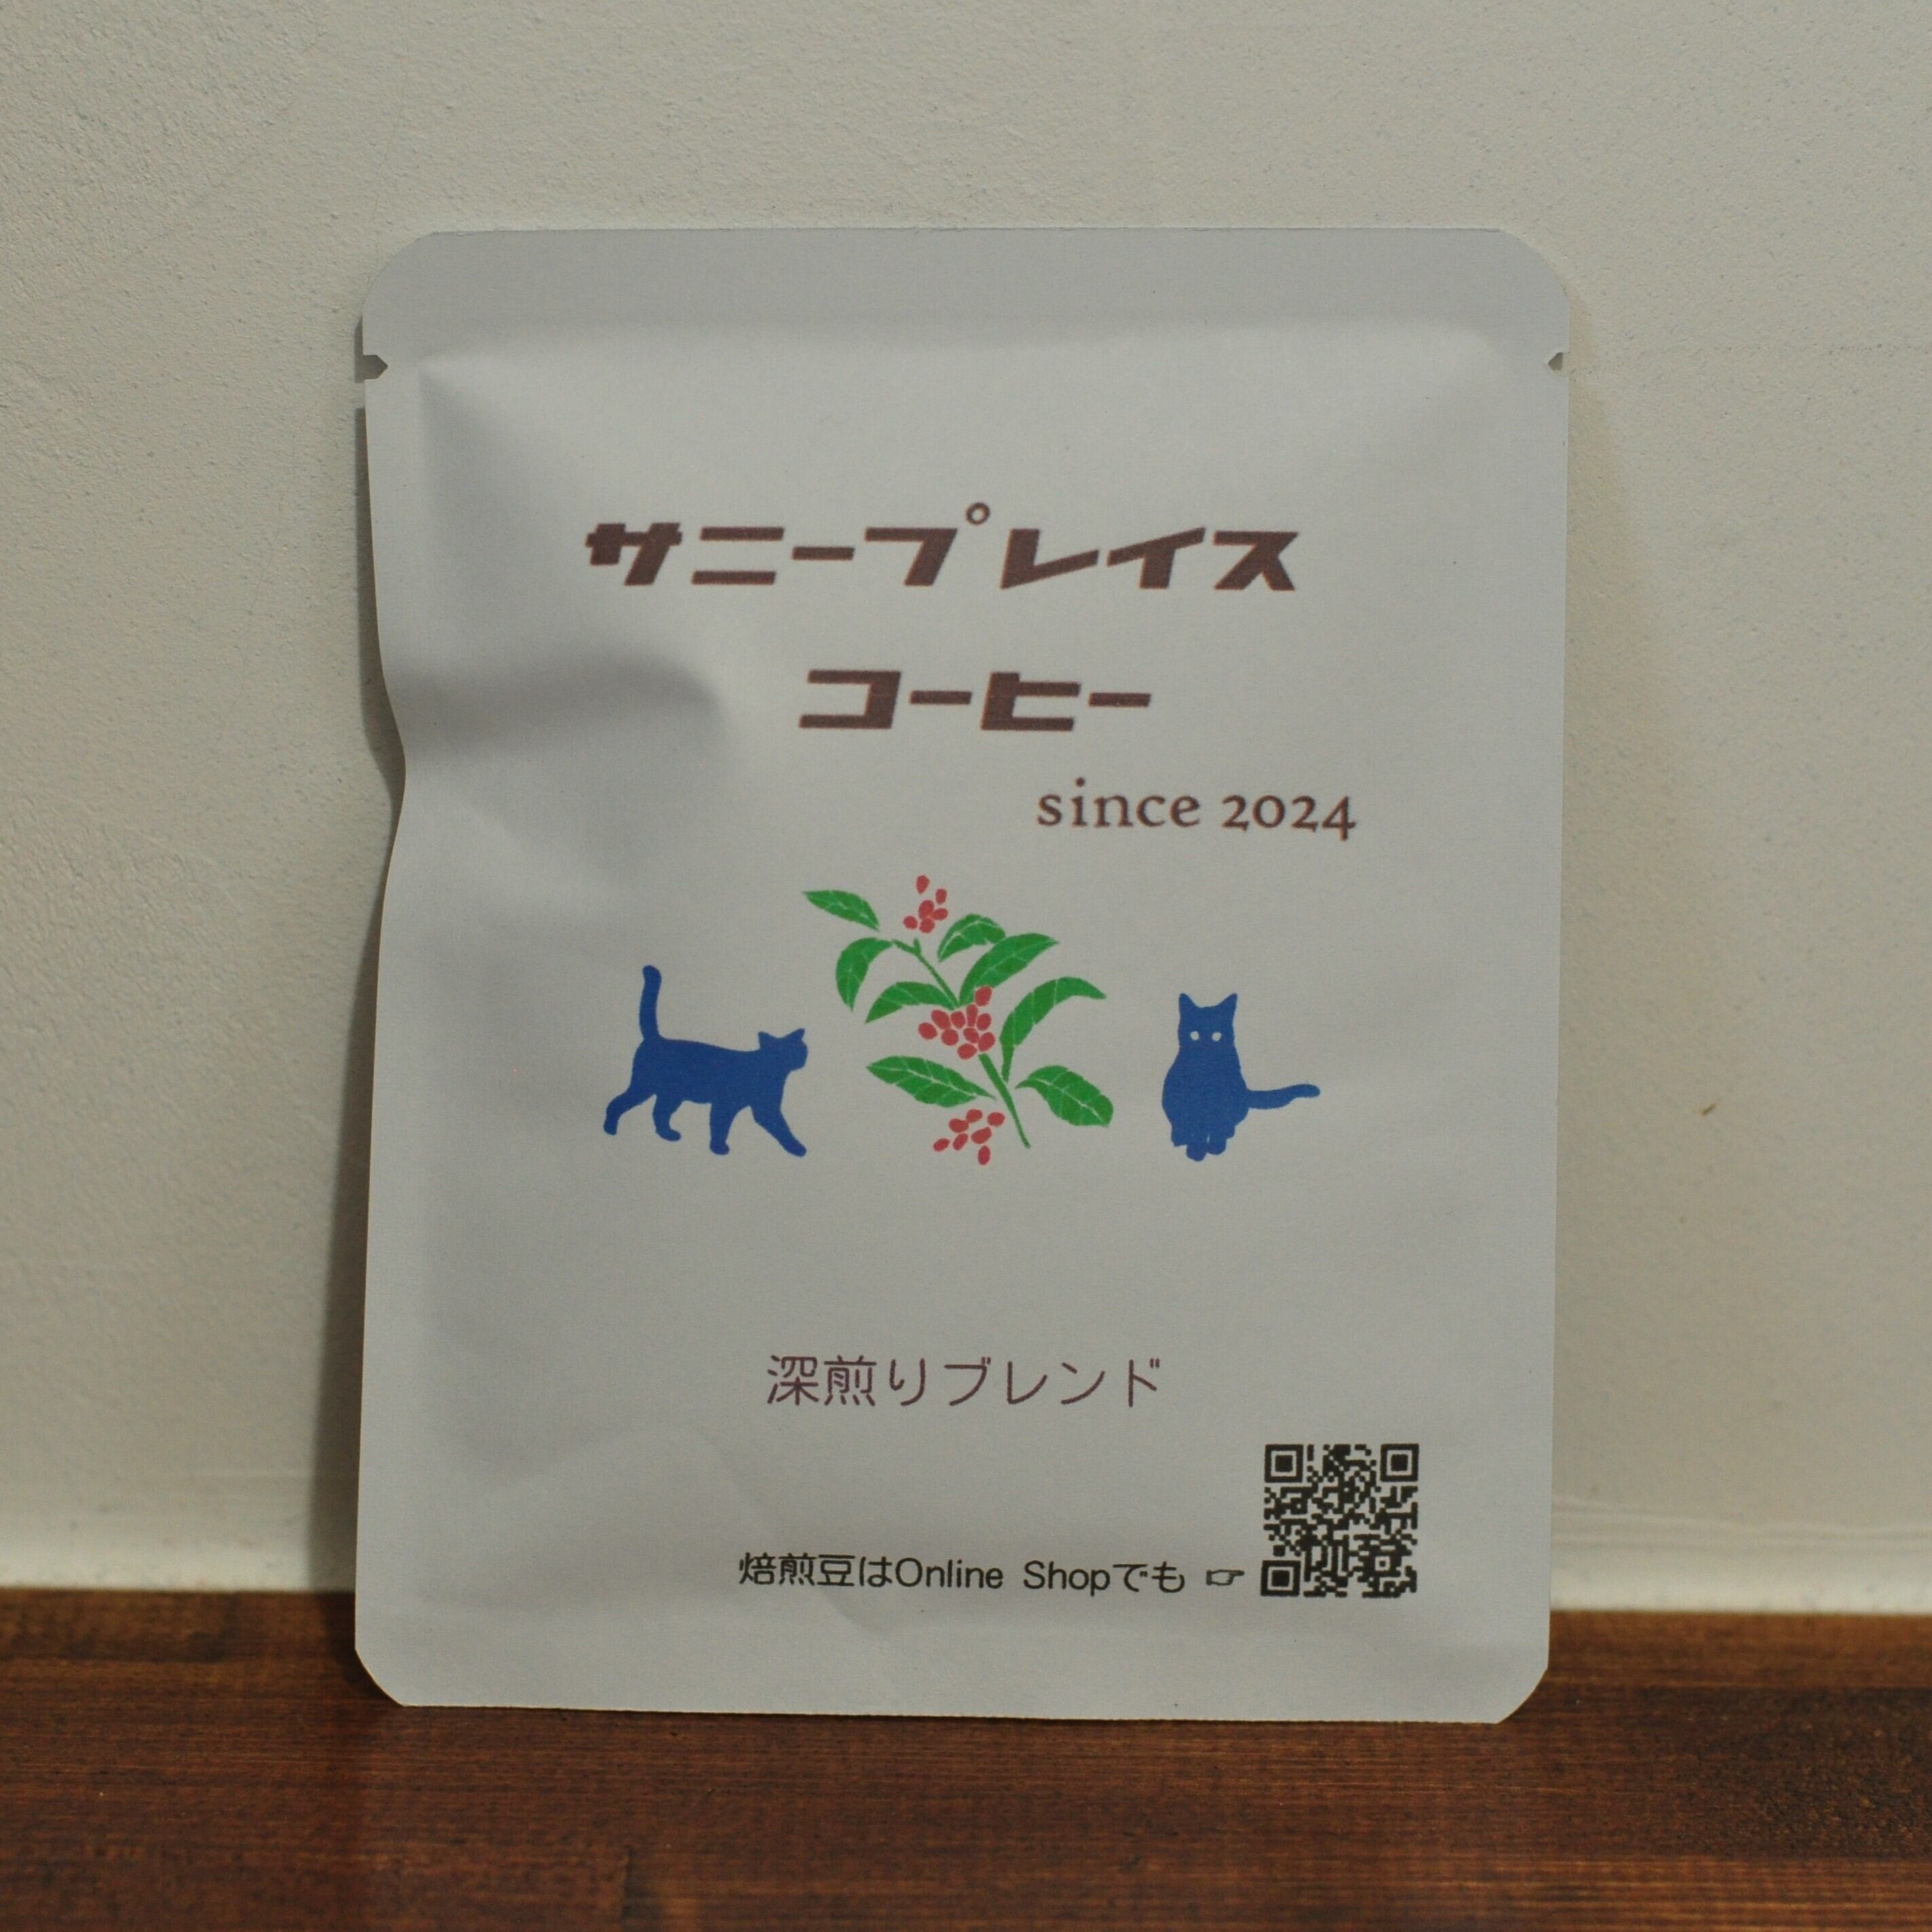 サニープレイス
コーヒー
since 2024
深煎りブレンド
焙煎豆はOnline Shopでも ☞